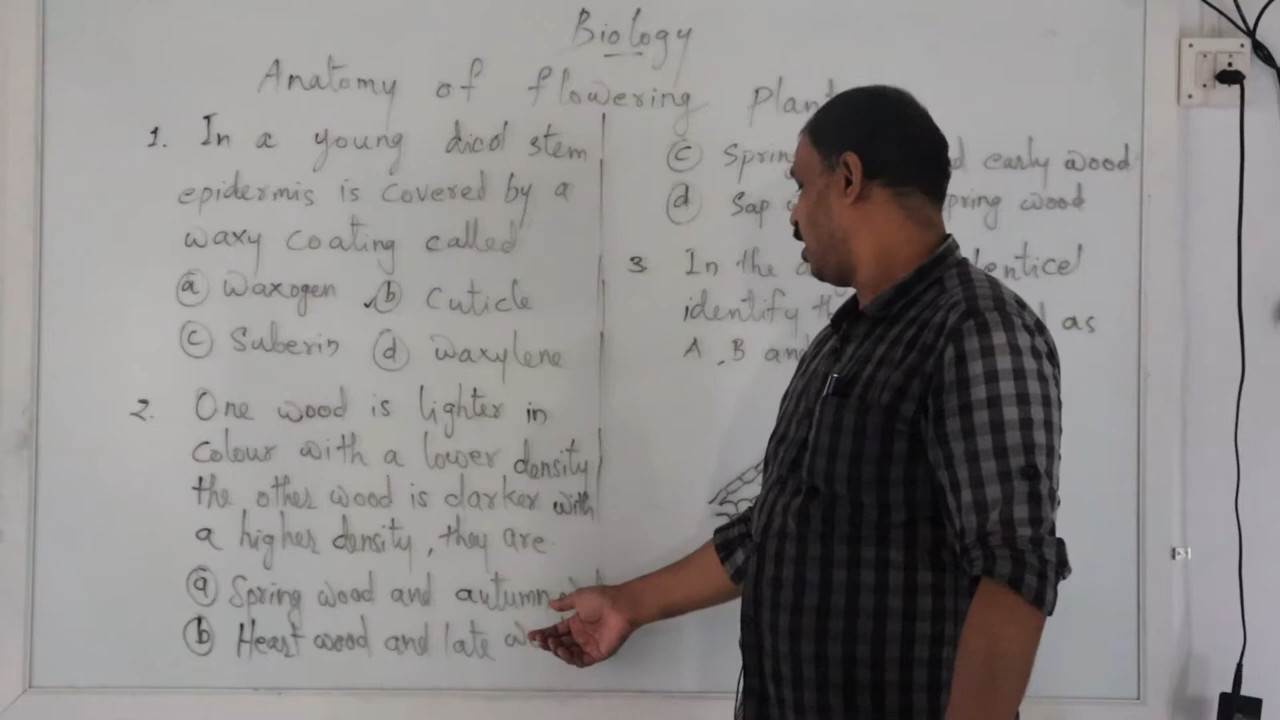 Biology
Anatomy of flowering Plant
1. In a young dicot stem
epidermis is covered by a
waxy coating called
ⓐ Waxogen ✓ⓑ Cuticle
ⓒ Suberin ⓓ waxylene
2. One wood is lighter in
colour with a lower density
the other wood is darker with
a higher density, they are
ⓐ Spring wood and autumn
ⓑ Heart wood and late
ⓒ early wood
ⓓ Sap wood
3 In the
identify as
A, B and